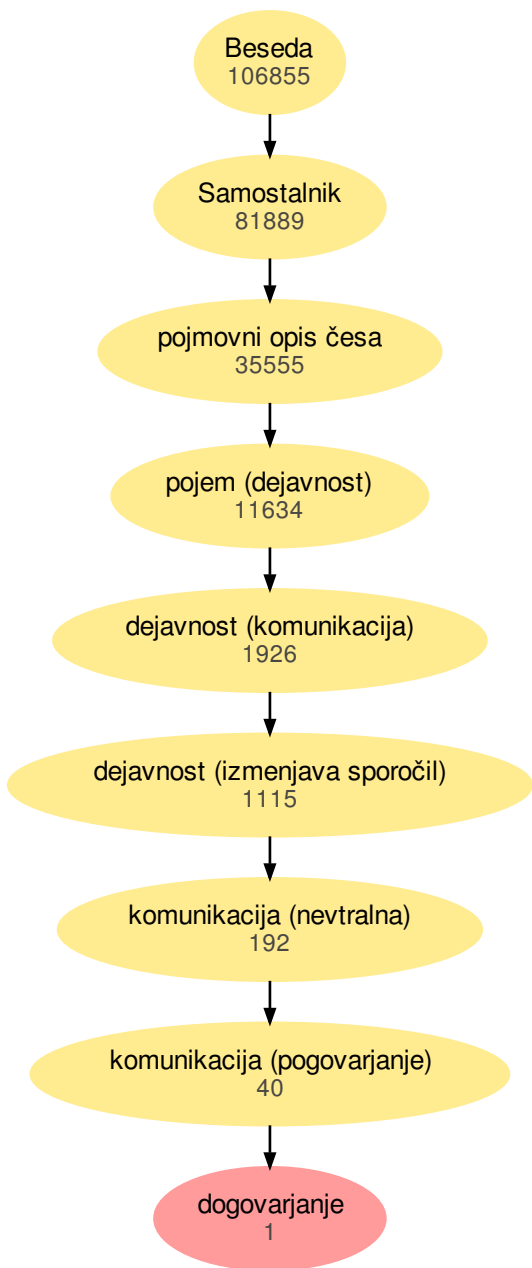 Beseda
106855
Samostalnik
81889
pojmovni opis česa
35555
pojem (dejavnost)
11634
dejavnost (komunikacija)
1926
dejavnost (izmenjava sporočil)
1115
komunikacija (nevtralna)
192
komunikacija (pogovarjanje)
40
dogovarjanje
1